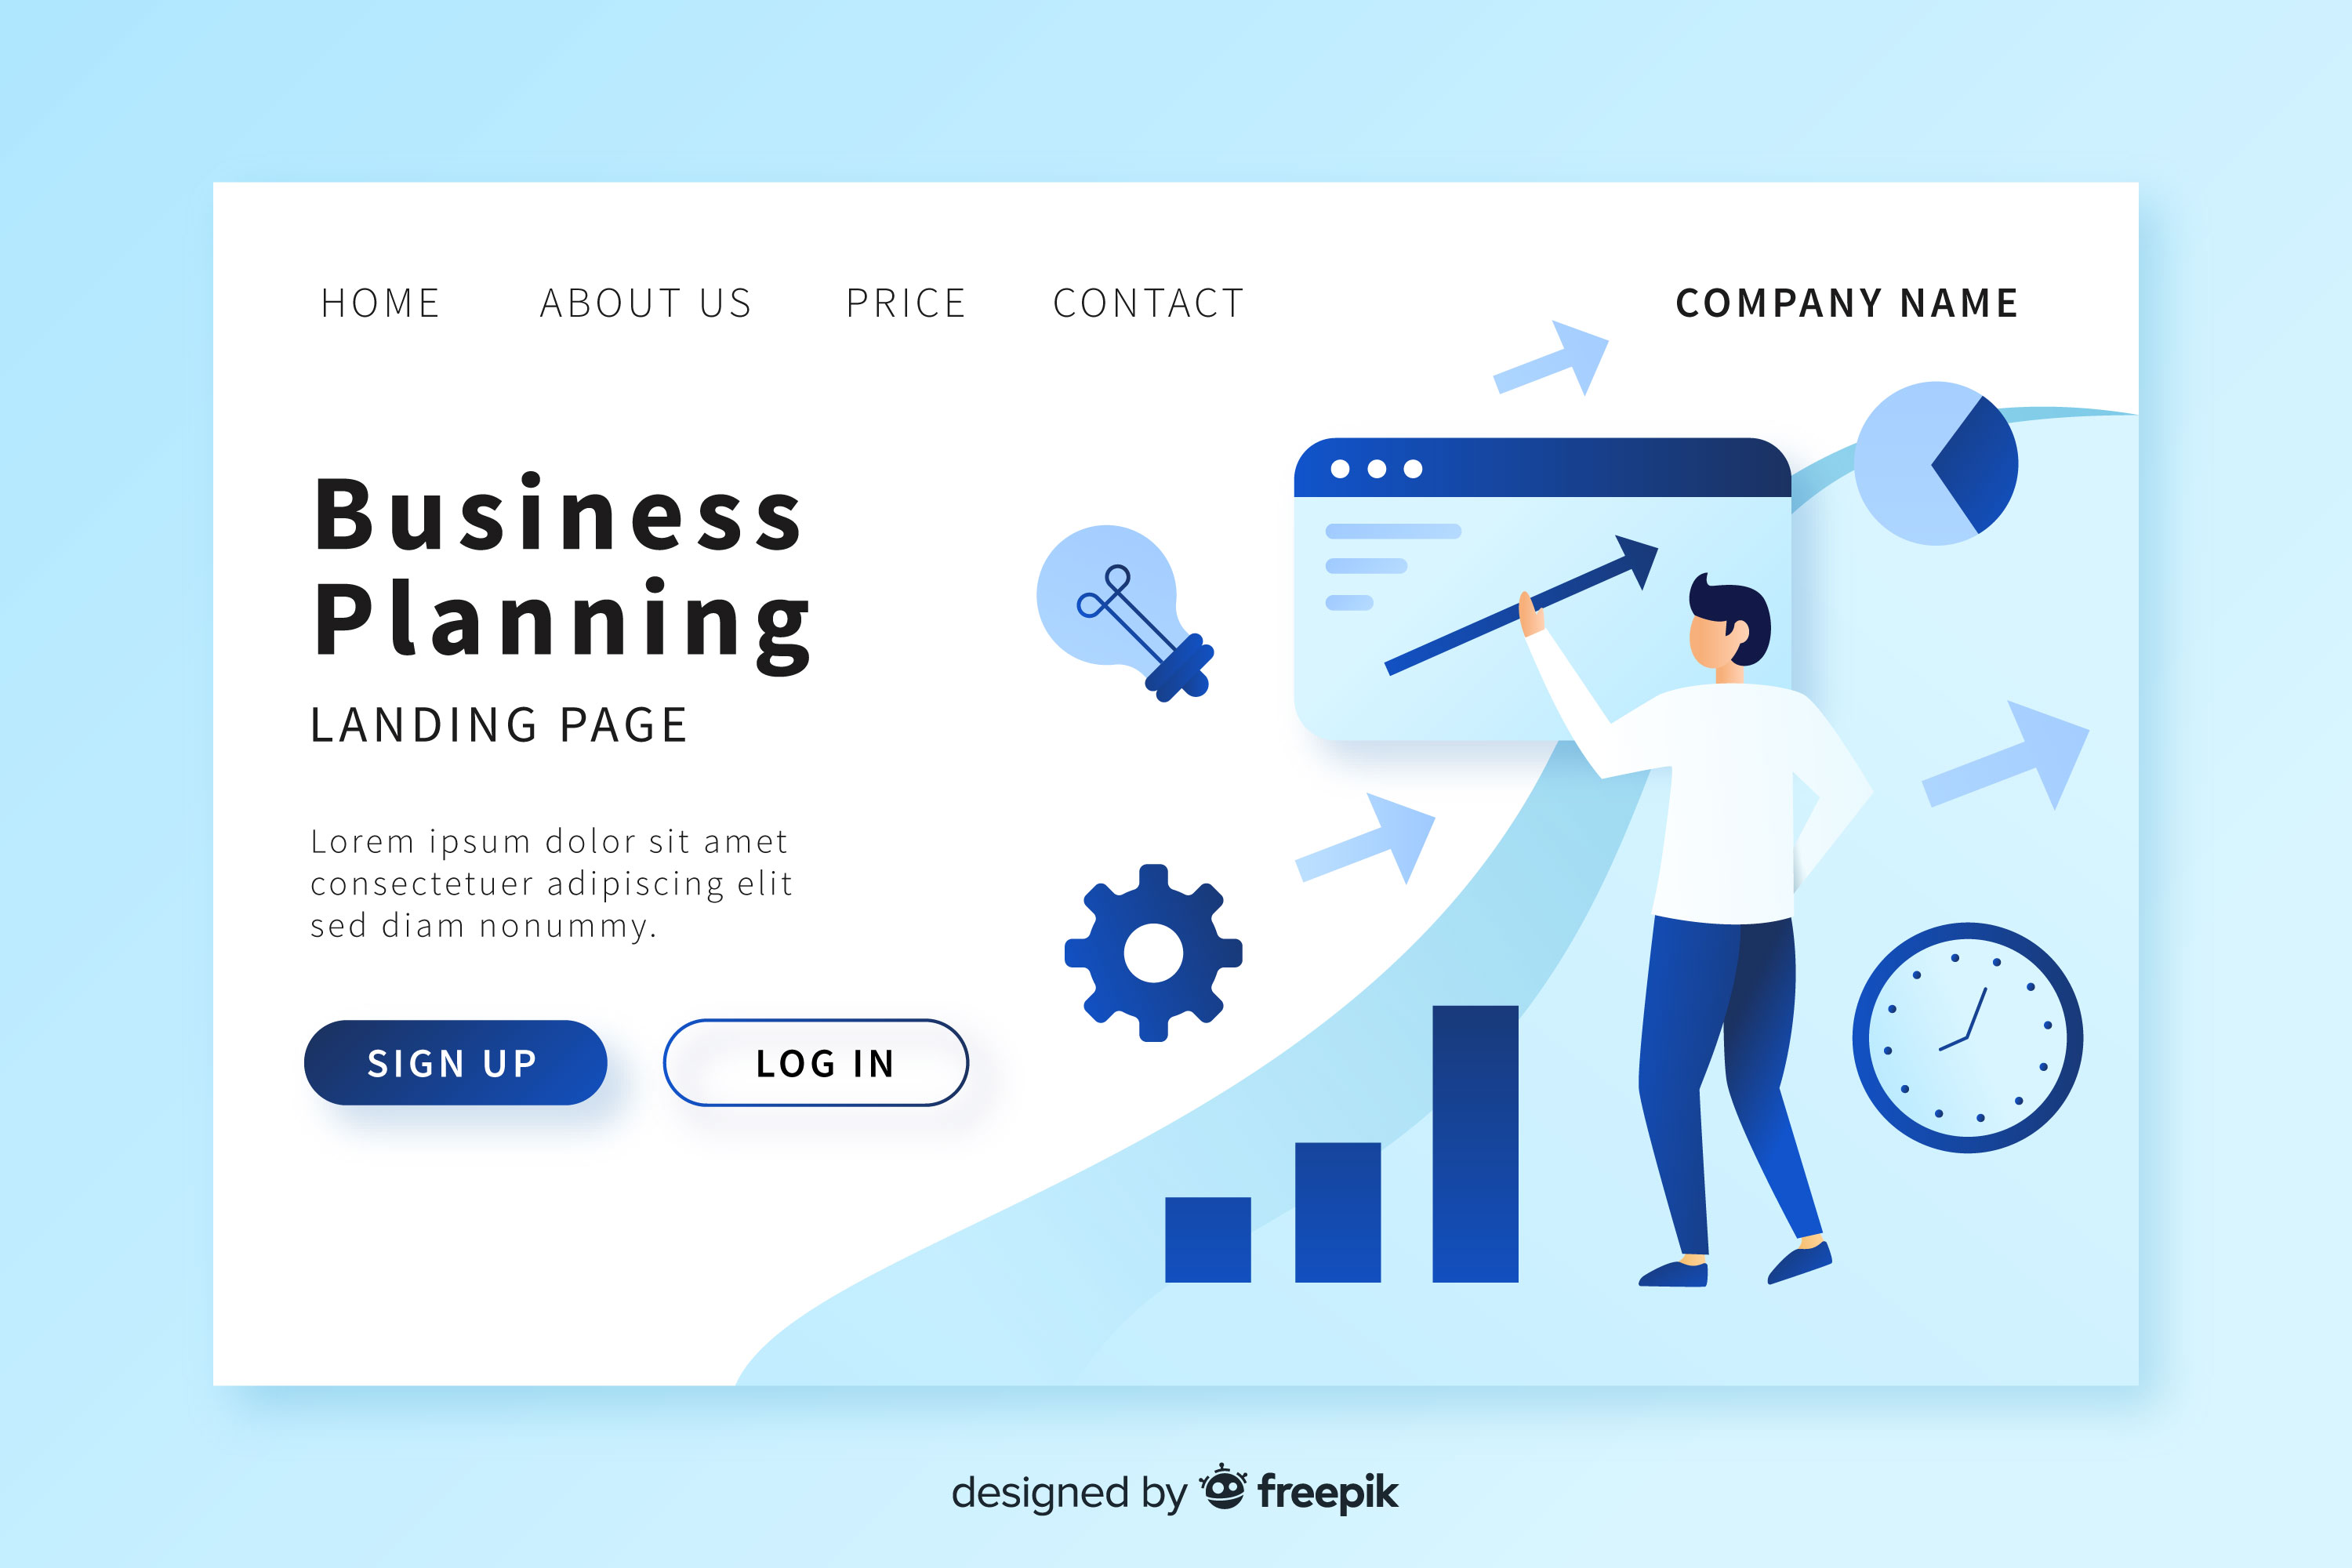 HOME ABOUT US PRICE CONTACT COMPANY NAME
Business
Planning
LANDING PAGE
Lorem ipsum dolor sit amet
consectetuer adipiscing elit
sed diam nonummy.
SIGN UP LOG IN
designed by freepik